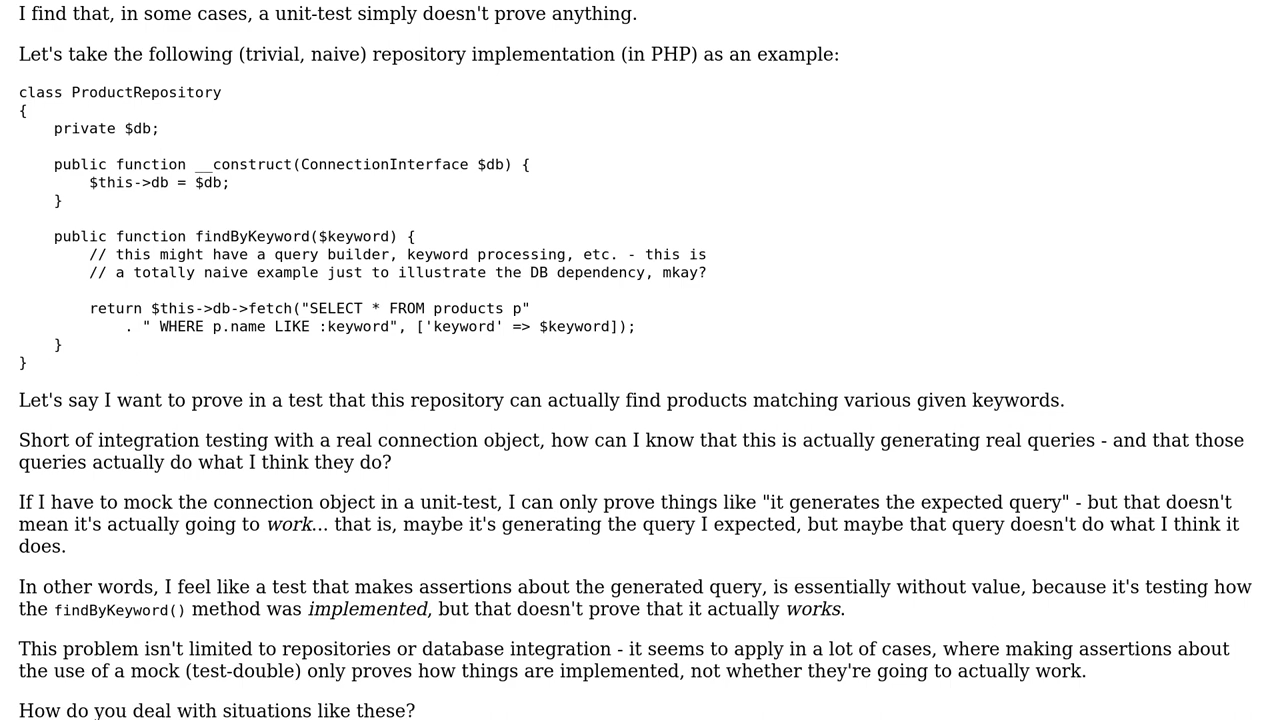 I find that, in some cases, a unit-test simply doesn't prove anything.
Let's take the following (trivial, naive) repository implementation (in PHP) as an example:
class ProductRepository
{
    private $db;
    public function __construct(ConnectionInterface $db) {
        $this->db = $db;
    }
    public function findByKeyword($keyword) {
        // this might have a query builder, keyword processing, etc. - this is
        // a totally naive example just to illustrate the DB dependency, mkay?
        return $this->db->fetch("SELECT * FROM products p"
            . " WHERE p.name LIKE :keyword", ['keyword' => $keyword]);
    }
}
Let's say I want to prove in a test that this repository can actually find products matching various given keywords.
Short of integration testing with a real connection object, how can I know that this is actually generating real queries - and that those
queries actually do what I think they do?
If I have to mock the connection object in a unit-test, I can only prove things like "it generates the expected query" - but that doesn't
mean it's actually going to work... that is, maybe it's generating the query I expected, but maybe that query doesn't do what I think it
does.
In other words, I feel like a test that makes assertions about the generated query, is essentially without value, because it's testing how
the findByKeyword() method was implemented, but that doesn't prove that it actually works.
This problem isn't limited to repositories or database integration - it seems to apply in a lot of cases, where making assertions about
the use of a mock (test-double) only proves how things are implemented, not whether they're going to actually work.
How do you deal with situations like these?